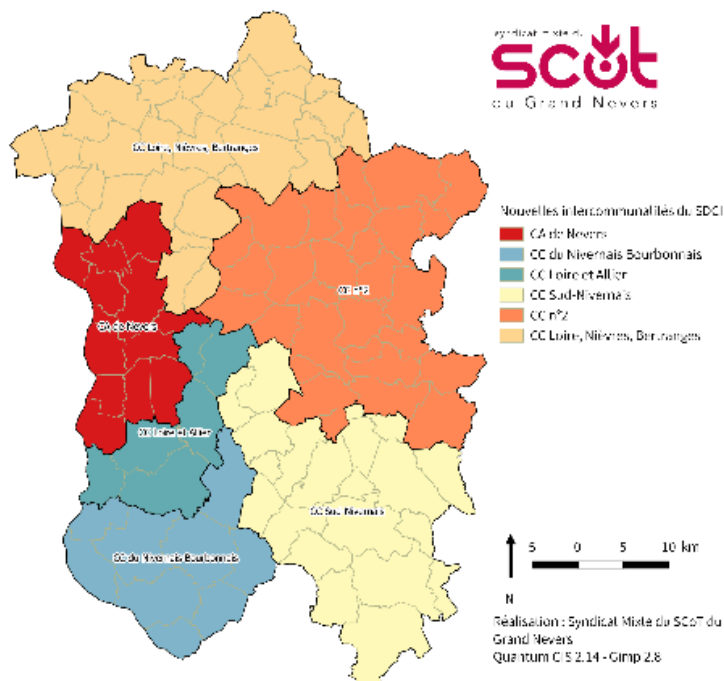 syndicat mixte du
scot
du Grand Nevers
CC Loire, Nièvres, Bertranges
CC n°2
CA de Nevers
CC Loire et Allier
CC Sud-Nivernais
CC du Nivernais Bourbonnais
Nouvelles intercommunalités du SDCI
CA de Nevers
CC du Nivernais Bourbonnais
CC Loire et Allier
CC Sud-Nivernais
CC n°2
CC Loire, Nièvres, Bertranges
5 0 5 10 km
N
Réalisation : Syndicat Mixte du SCoT du
Grand Nevers
Quantum GIS 2.14 - Gimp 2.8